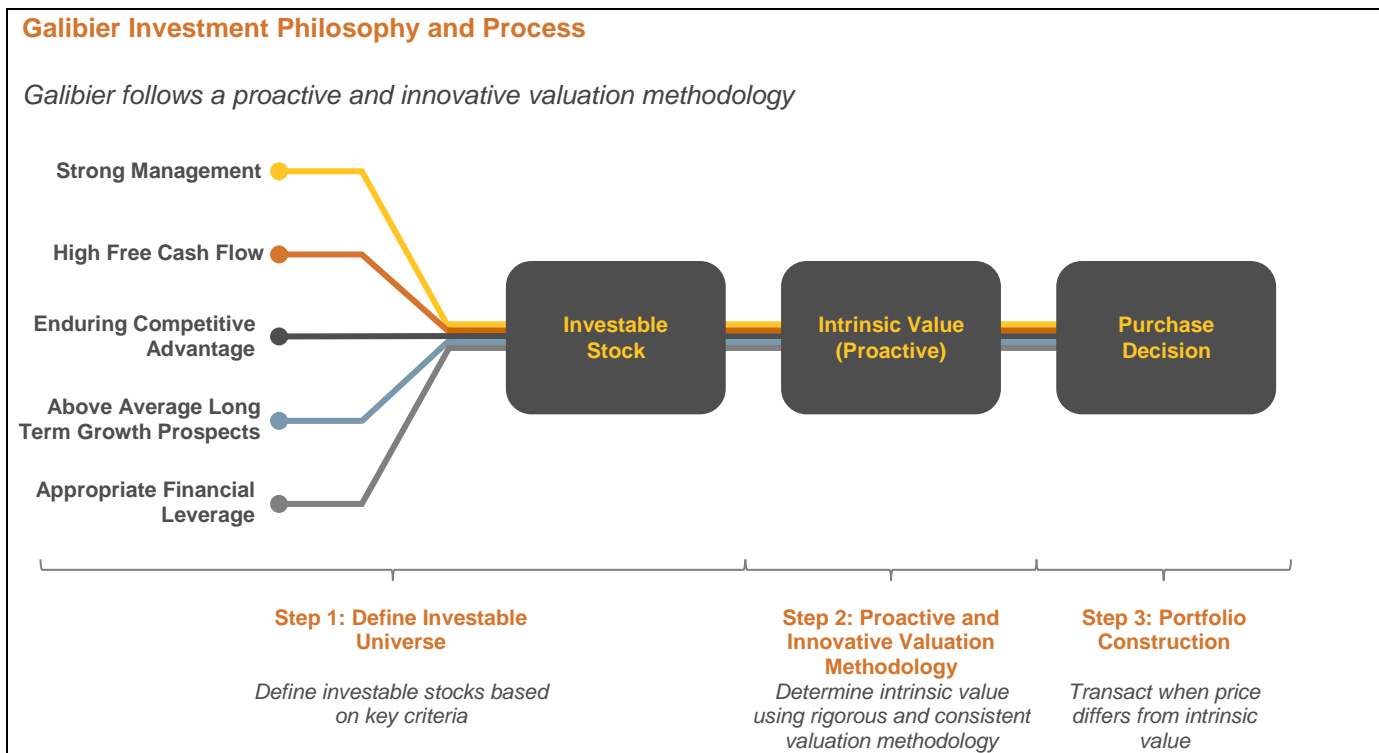 Galibier Investment Philosophy and Process
Galibier follows a proactive and innovative valuation methodology
Strong Management
High Free Cash Flow
Enduring Competitive
Advantage
Above Average Long
Term Growth Prospects
Appropriate Financial
Leverage
Investable
Stock
Intrinsic Value
(Proactive)
Purchase
Decision
Step 1: Define Investable
Universe
Define investable stocks based
on key criteria
Step 2: Proactive and
Innovative Valuation
Methodology
Determine intrinsic value
using rigorous and consistent
valuation methodology
Step 3: Portfolio
Construction
Transact when price
differs from intrinsic
value